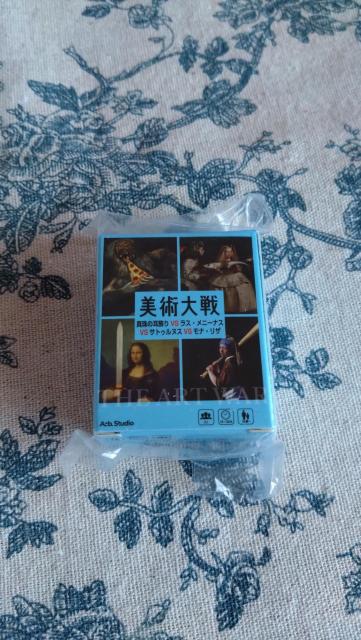 美術大戦
真珠の耳飾り VS ラス・メニーナス
VS サトゥルヌス VS モナ・リザ
THE ART WAR
Acb. Studio